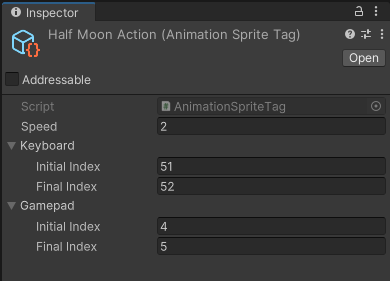 Inspector
Half Moon Action (Animation Sprite Tag)
Open
Addressable
Script AnimationSpriteTag
Speed 2
Keyboard
Initial Index 51
Final Index 52
Gamepad
Initial Index 4
Final Index 5